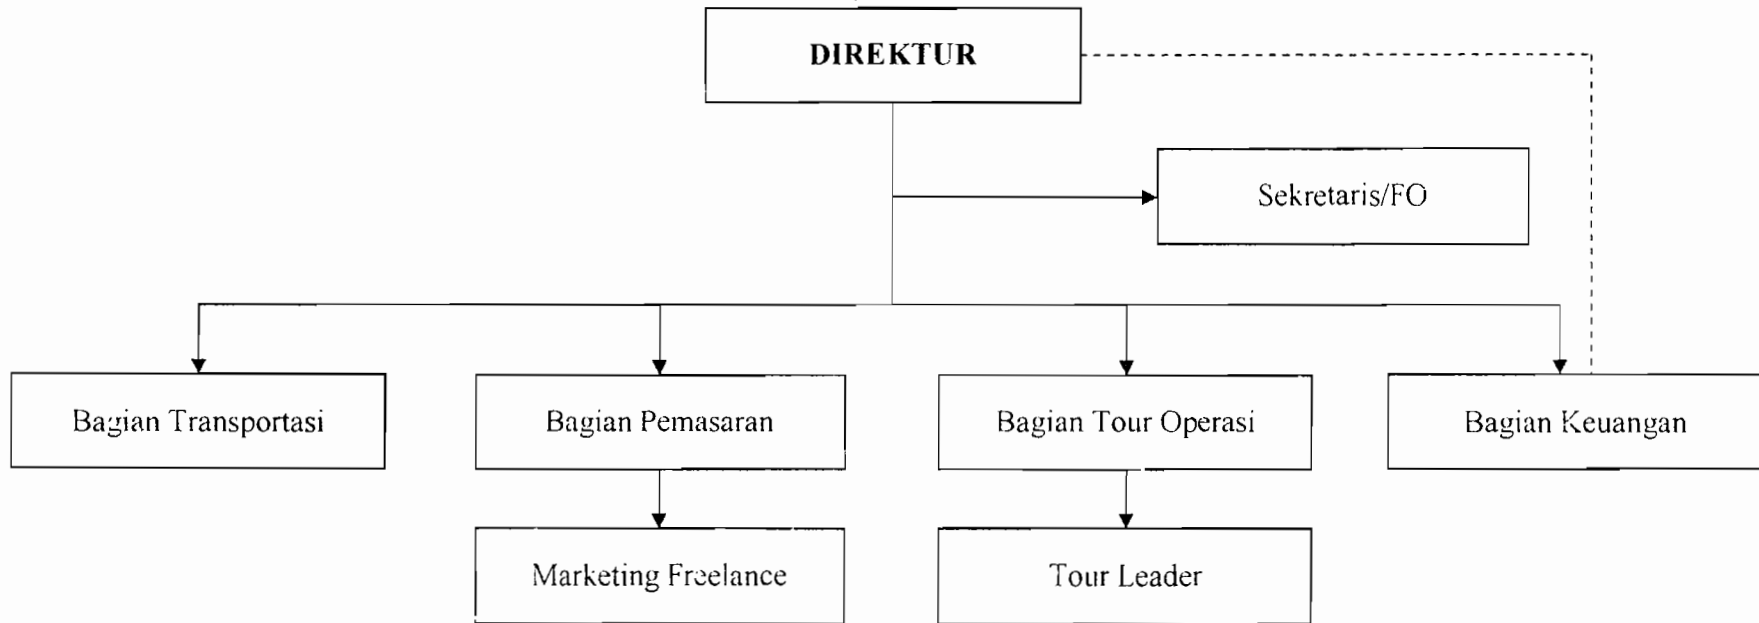 DIREKTUR
Sekretaris/FO
Bagian Transportasi
Bagian Pemasaran
Bagian Tour Operasi
Bagian Keuangan
Marketing Freelance
Tour Leader